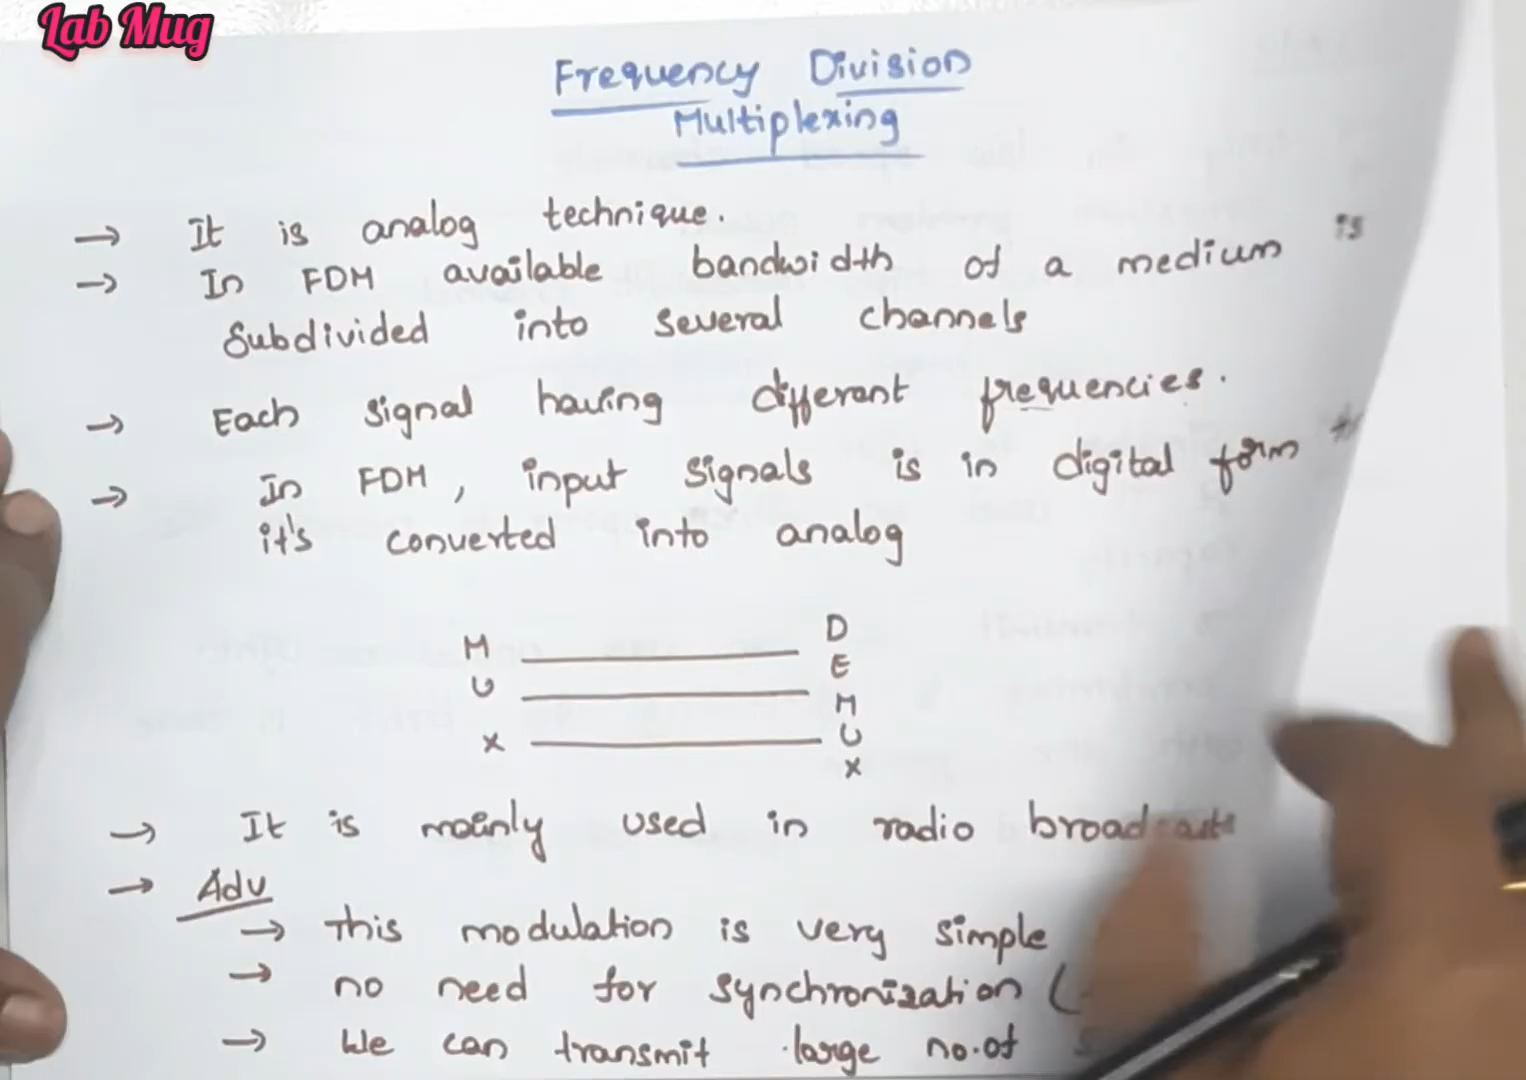 Lab Mug
Frequency Division
Multiplexing
→ It is analog technique.
→ In FDM available bandwidth of a medium is
Subdivided into several channels
→ Each signal having different frequencies.
→ In FDM, input signals is in digital form
it's converted into analog
M
U
X
D
E
M
U
X
→ It is mainly used in radio broadcasts
→ Adv
→ this modulation is very simple
→ no need for synchronization (
→ We can transmit large no.of